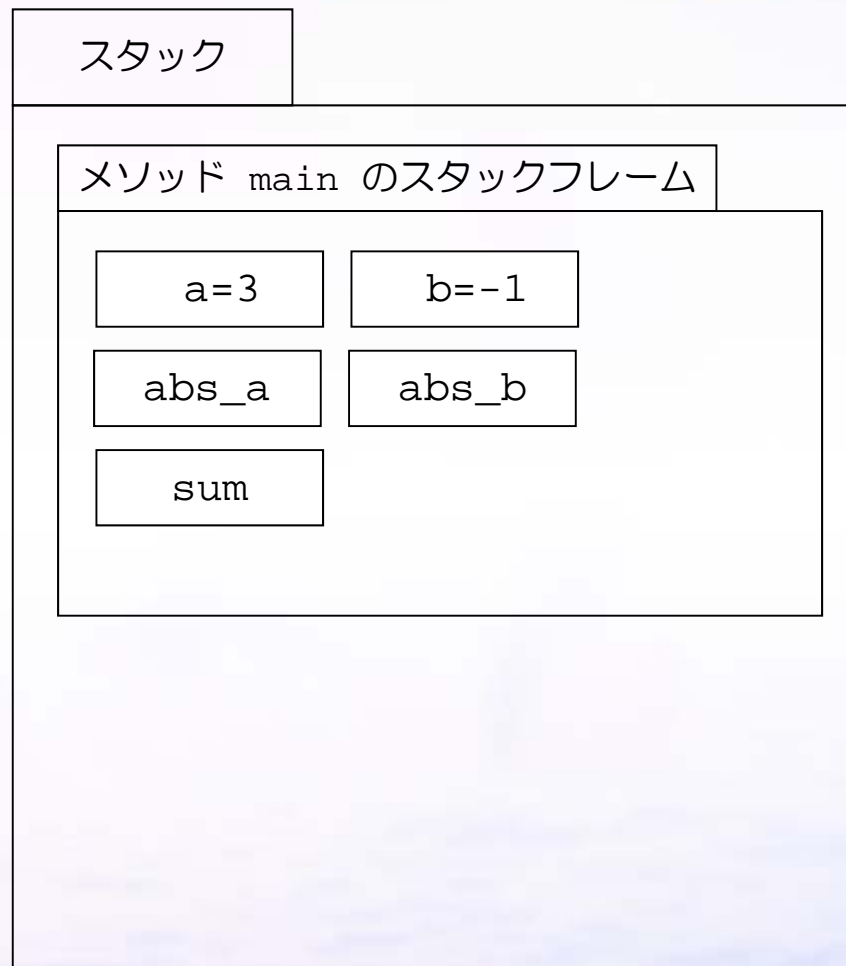 スタック
メソッド main のスタックフレーム
a=3 b=-1
abs_a abs_b
sum